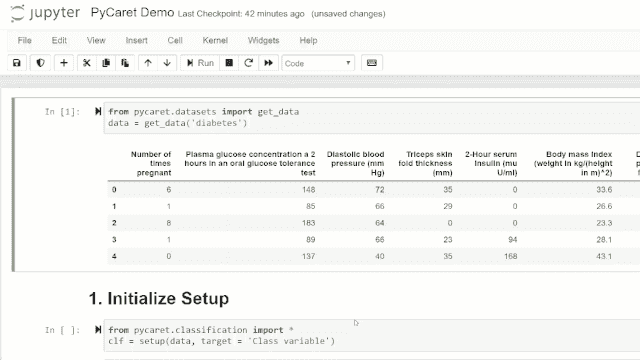 jupyter PyCaret Demo Last Checkpoint: 42 minutes ago (unsaved changes)
File Edit View Insert Cell Kernel Widgets Help
Run Code
In [1]: from pycaret.datasets import get_data
data = get_data('diabetes')
Number of times pregnant Plasma glucose concentration a 2 hours in an oral glucose tolerance test Diastolic blood pressure (mm Hg) Triceps skin fold thickness (mm) 2-Hour serum insulin (mu U/ml) Body mass index (weight in kg/(height in m)^2)
0 6 148 72 35 0 33.6
1 1 85 66 29 0 26.6
2 8 183 64 0 0 23.3
3 1 89 66 23 94 28.1
4 0 137 40 35 168 43.1
1. Initialize Setup
In [ ]: from pycaret.classification import *
clf = setup(data, target = 'Class variable')